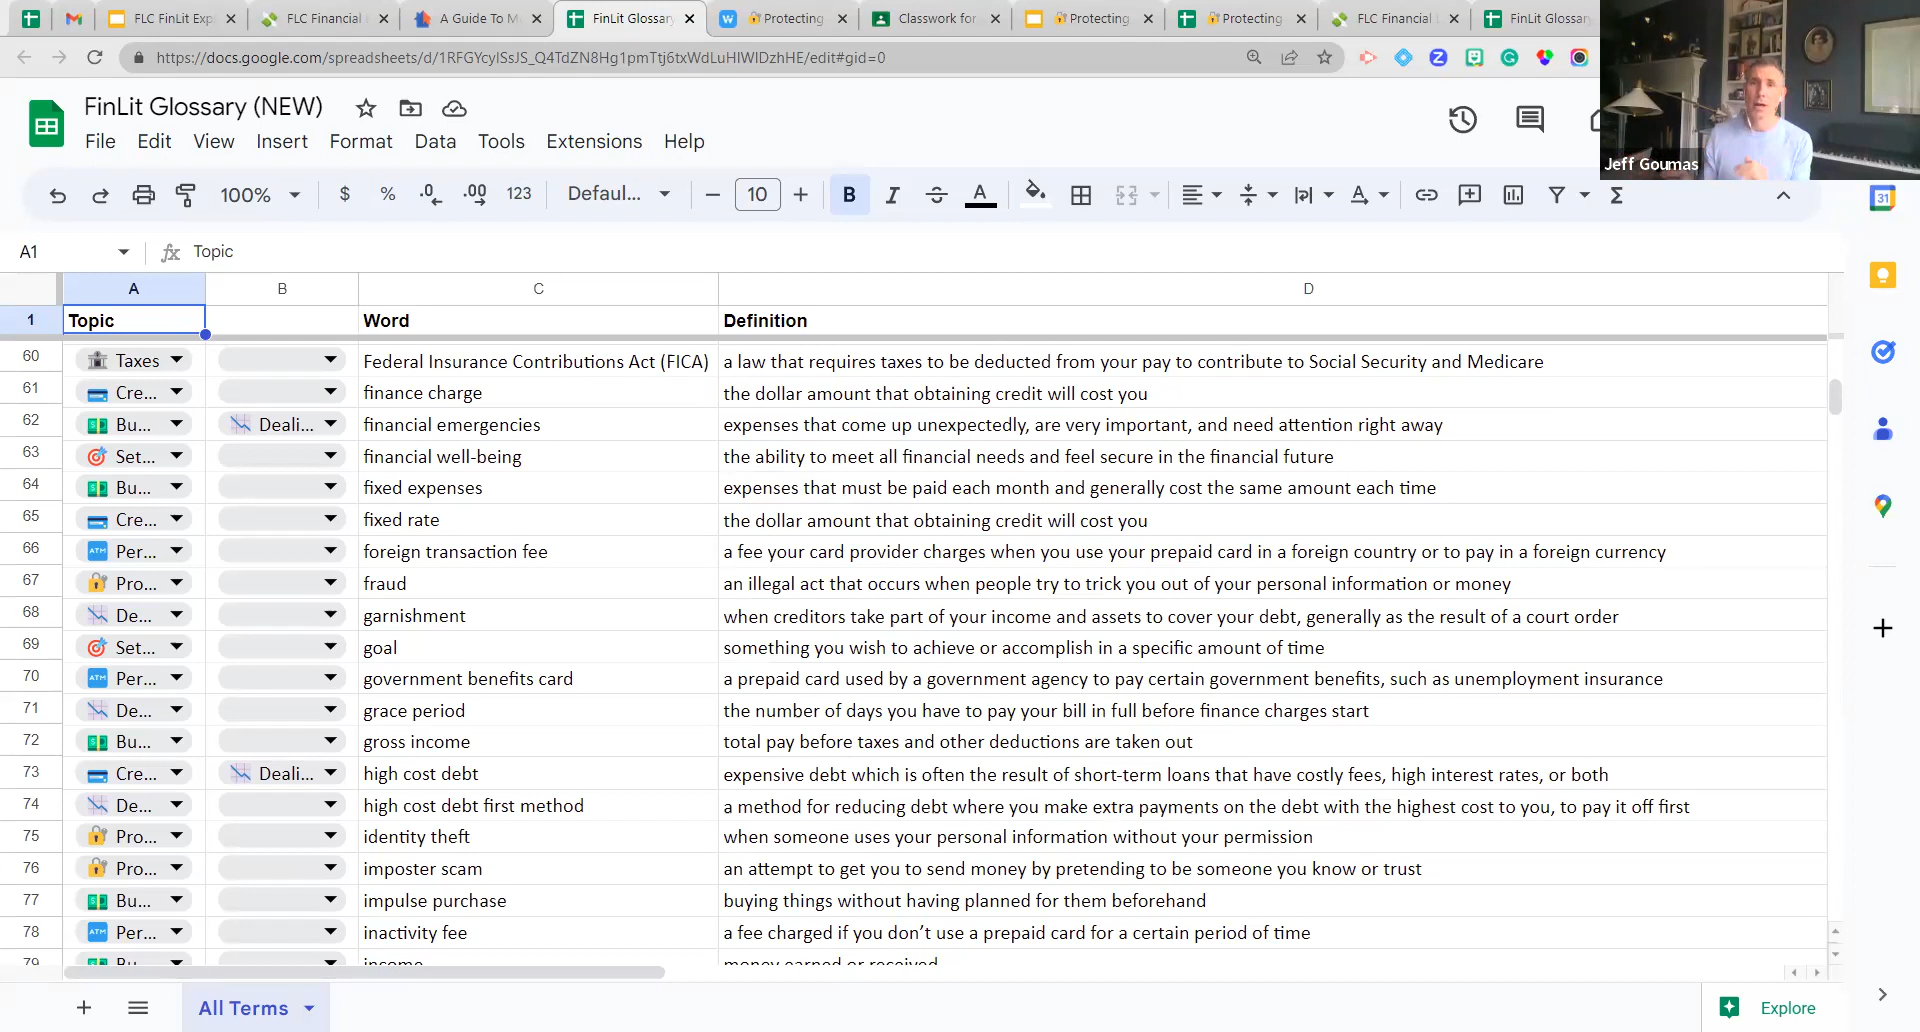 FLC FinLit Exp
FLC Financial
A Guide To M
FinLit Glossary
Protecting
Classwork for
Protecting
Protecting
FLC Financial
FinLit Glossa
https://docs.google.com/spreadsheets/d/1RFGYcylSsJS_Q4TdZN8Hg1pmTtj6txWdLuHIWIDzhHE/edit#gid=0
FinLit Glossary (NEW)
File Edit View Insert Format Data Tools Extensions Help
Jeff Goumas
100% $ % .0 .00 123 Defaul... 10 B I A
31
A1 fx Topic
A B C D
1 Topic Word Definition
60 Taxes Federal Insurance Contributions Act (FICA) a law that requires taxes to be deducted from your pay to contribute to Social Security and Medicare
61 Cre... finance charge the dollar amount that obtaining credit will cost you
62 Bu... Deali... financial emergencies expenses that come up unexpectedly, are very important, and need attention right away
63 Set... financial well-being the ability to meet all financial needs and feel secure in the financial future
64 Bu... fixed expenses expenses that must be paid each month and generally cost the same amount each time
65 Cre... fixed rate the dollar amount that obtaining credit will cost you
66 ATM Per... foreign transaction fee a fee your card provider charges when you use your prepaid card in a foreign country or to pay in a foreign currency
67 Pro... fraud an illegal act that occurs when people try to trick you out of your personal information or money
68 De... garnishment when creditors take part of your income and assets to cover your debt, generally as the result of a court order
69 Set... goal something you wish to achieve or accomplish in a specific amount of time
70 ATM Per... government benefits card a prepaid card used by a government agency to pay certain government benefits, such as unemployment insurance
71 De... grace period the number of days you have to pay your bill in full before finance charges start
72 Bu... gross income total pay before taxes and other deductions are taken out
73 Cre... Deali... high cost debt expensive debt which is often the result of short-term loans that have costly fees, high interest rates, or both
74 De... high cost debt first method a method for reducing debt where you make extra payments on the debt with the highest cost to you, to pay it off first
75 Pro... identity theft when someone uses your personal information without your permission
76 Pro... imposter scam an attempt to get you to send money by pretending to be someone you know or trust
77 Bu... impulse purchase buying things without having planned for them beforehand
78 ATM Per... inactivity fee a fee charged if you don't use a prepaid card for a certain period of time
79 Bu... income money earned or received
All Terms
Explore